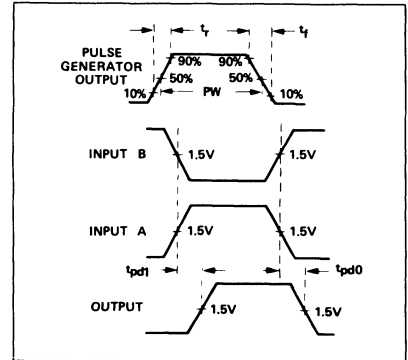 tr
tf
PULSE
GENERATOR
OUTPUT
90%
90%
50%
50%
10%
PW
10%
INPUT B
1.5V
1.5V
INPUT A
1.5V
1.5V
tpd1
tpd0
OUTPUT
1.5V
1.5V